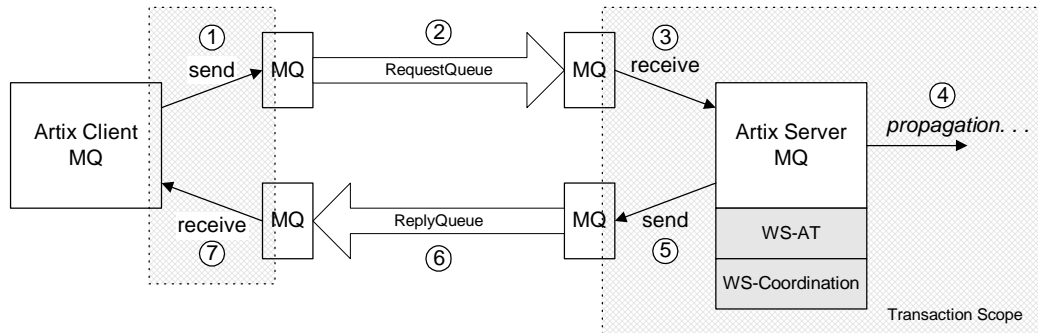 ①
send
MQ
②
RequestQueue
MQ
③
receive
④
propagation. . .
Artix Client
MQ
Artix Server
MQ
receive
⑦
MQ
ReplyQueue
⑥
MQ
send
⑤
WS-AT
WS-Coordination
Transaction Scope